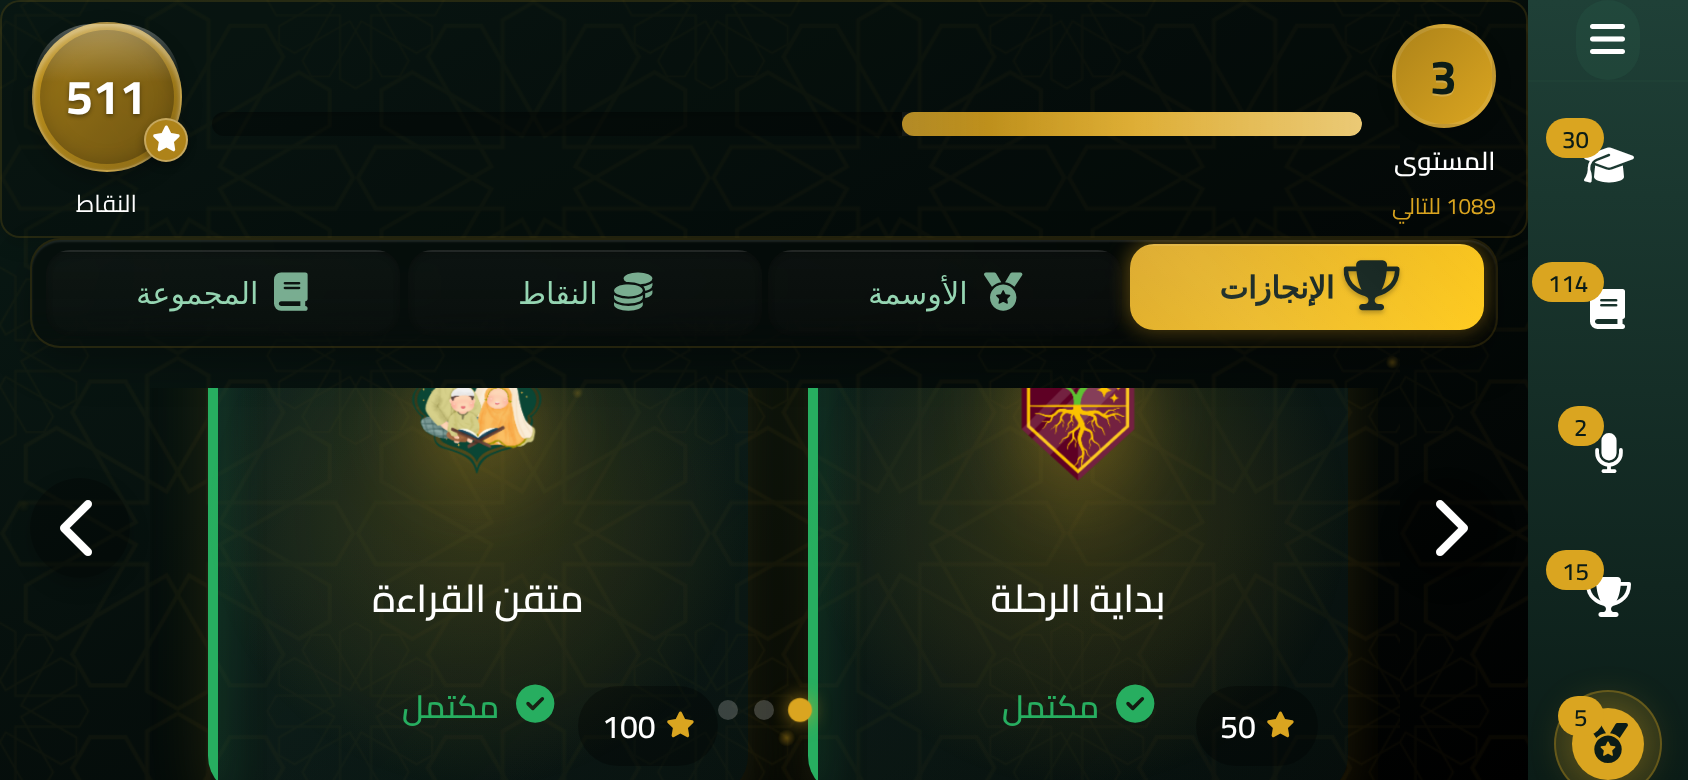 30
114
2
15
5
3
المستوى
1089 للتالي
511
النقاط
الإنجازات
الأوسمة
النقاط
المجموعة
بداية الرحلة
مكتمل
50
متقن القراءة
مكتمل
100